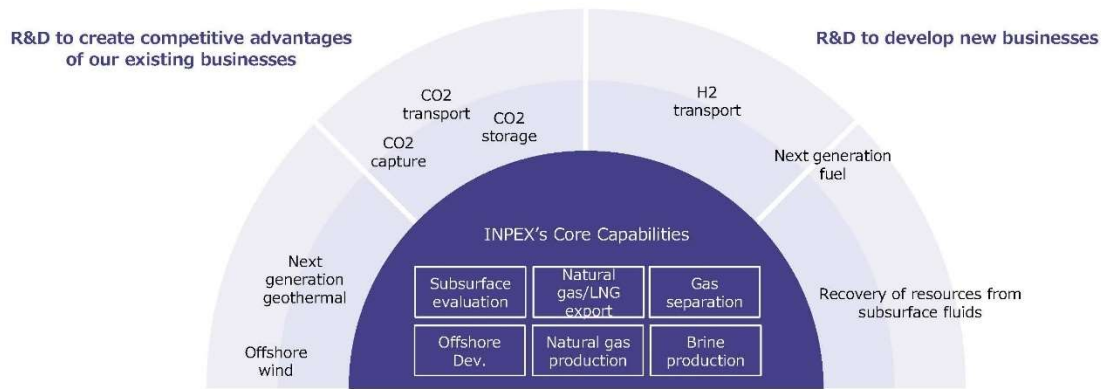 R&D to create competitive advantages
of our existing businesses
R&D to develop new businesses
CO2
transport
CO2
storage
CO2
capture
H2
transport
Next generation
fuel
Next
generation
geothermal
Offshore
wind
Recovery of resources from
subsurface fluids
INPEX's Core Capabilities
Subsurface
evaluation
Natural
gas/LNG
export
Gas
separation
Offshore
Dev.
Natural gas
production
Brine
production